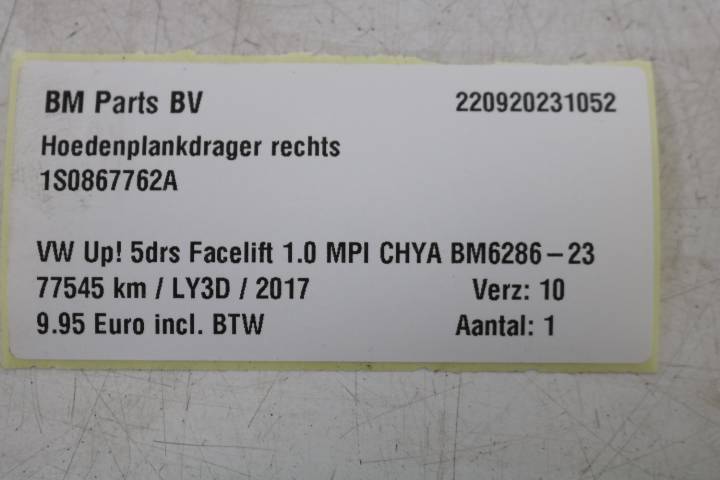 BM Parts BV 220920231052
Hoedenplankdrager rechts
1S0867762A
VW Up! 5drs Facelift 1.0 MPI CHYA BM6286-23
77545 km / LY3D / 2017 Verz: 10
9.95 Euro incl. BTW Aantal: 1